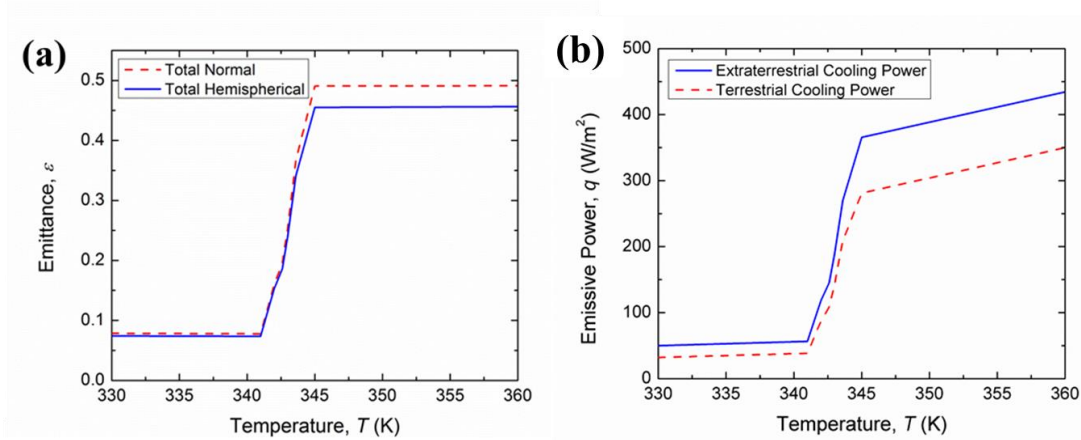 (a)
Total Normal
Total Hemispherical
Emittance, ε
0.5
0.4
0.3
0.2
0.1
0.0
330 335 340 345 350 355 360
Temperature, T (K)
(b)
Extraterrestrial Cooling Power
Terrestrial Cooling Power
Emissive Power, q (W/m²)
500
400
300
200
100
0
330 335 340 345 350 355 360
Temperature, T (K)